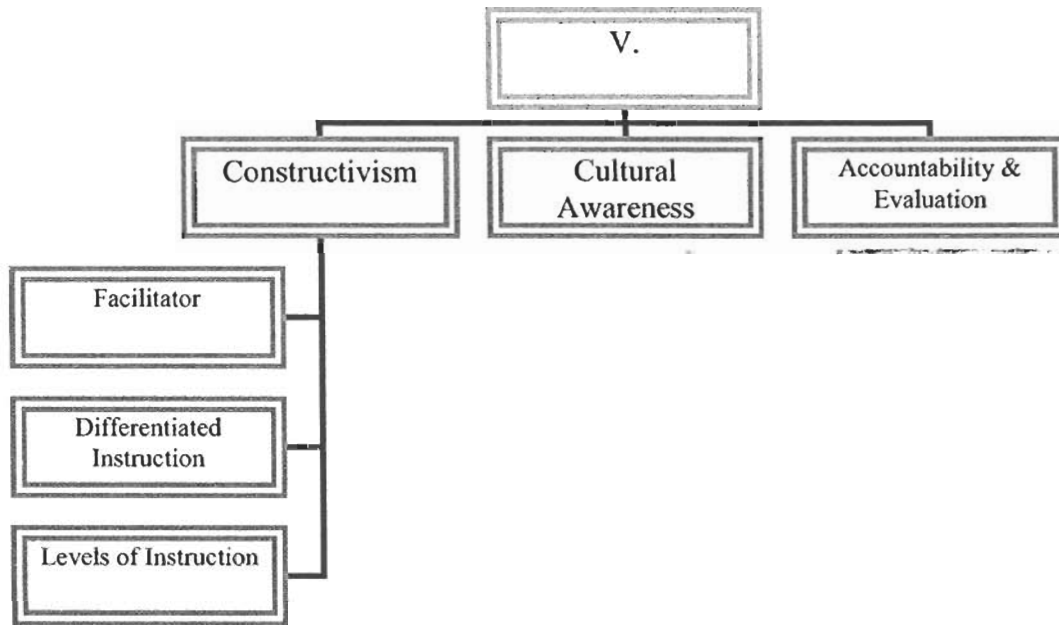 V.
Constructivism
Cultural
Awareness
Accountability &
Evaluation
Facilitator
Differentiated
Instruction
Levels of Instruction